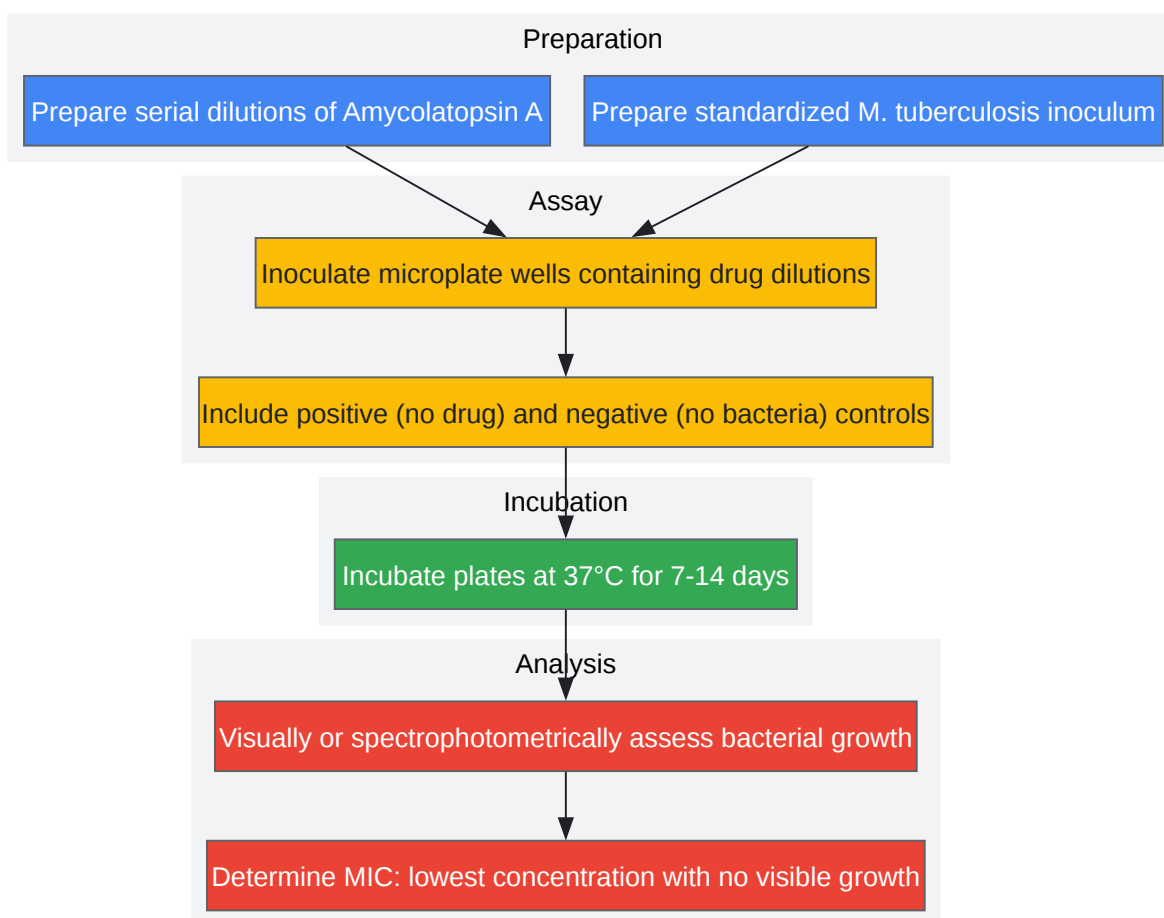 Preparation
Prepare serial dilutions of Amycolatopsin A
Prepare standardized M. tuberculosis inoculum
Assay
Inoculate microplate wells containing drug dilutions
Include positive (no drug) and negative (no bacteria) controls
Incubation
Incubate plates at 37°C for 7-14 days
Analysis
Visually or spectrophotometrically assess bacterial growth
Determine MIC: lowest concentration with no visible growth